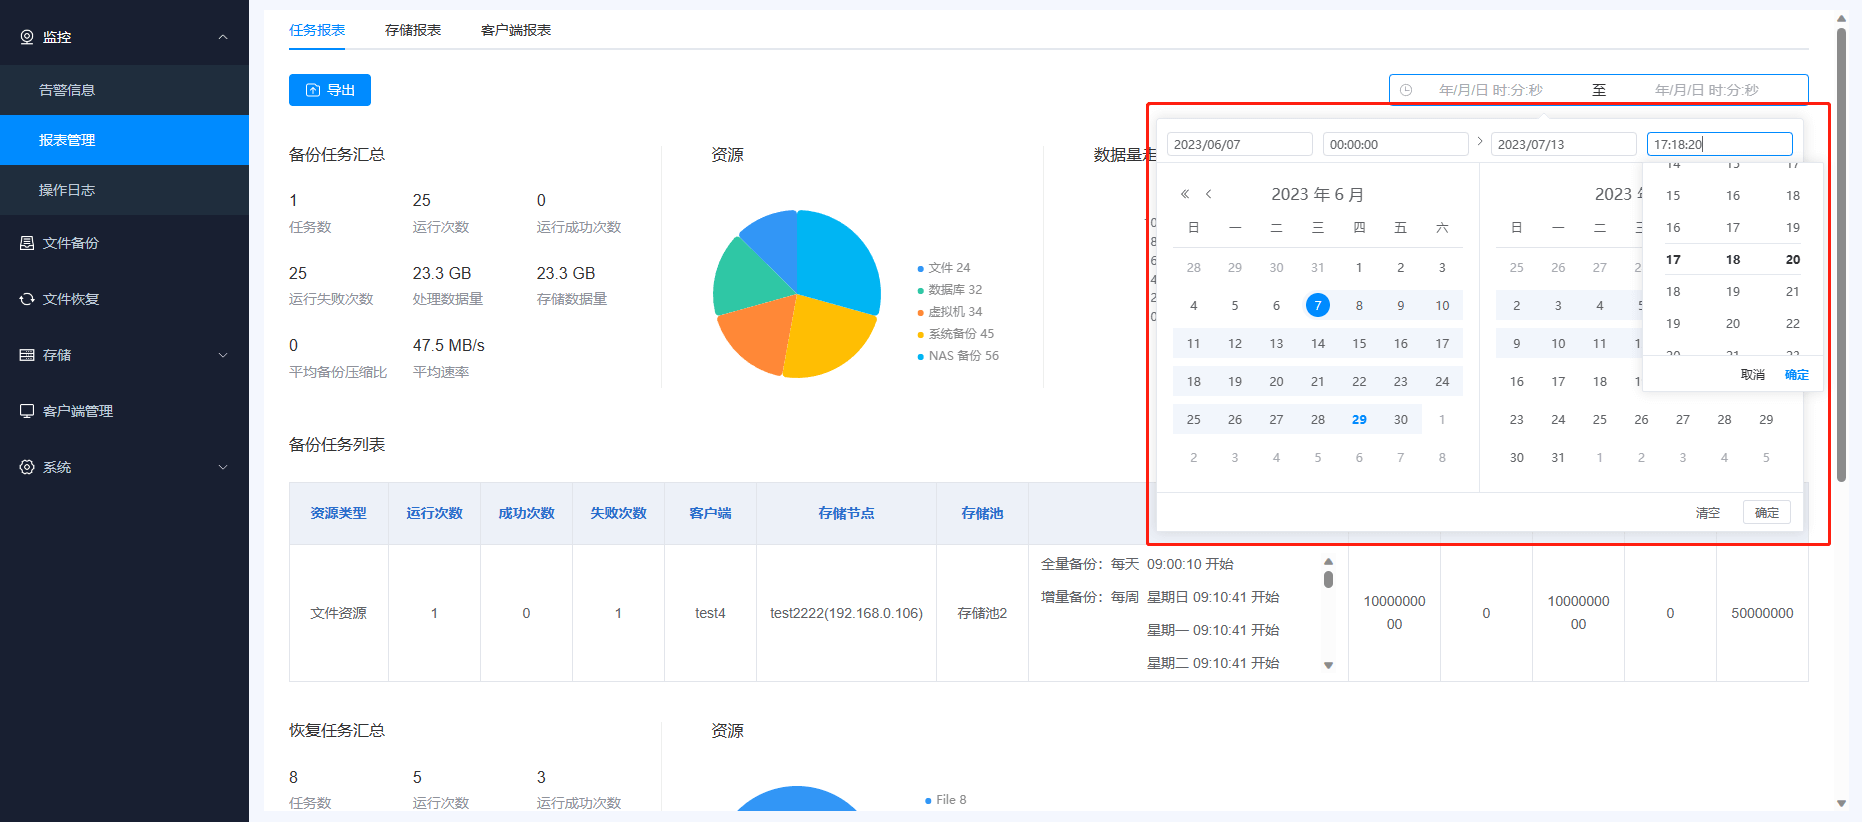 监控
告警信息
报表管理
操作日志
文件备份
文件恢复
存储
客户端管理
系统
任务报表 存储报表 客户端报表
导出
年/月/日 时:分:秒 至 年/月/日 时:分:秒
备份任务汇总
1 25 0
任务数 运行次数 运行成功次数
25 23.3 GB 23.3 GB
运行失败次数 处理数据量 存储数据量
0 47.5 MB/s
平均备份压缩比 平均速率
资源
文件 24
数据库 32
虚拟机 34
系统备份 45
NAS 备份 56
数据量走
10
8
6
4
2
0
2023/06/07 00:00:00 > 2023/07/13 17:18:20
2023 年 6 月
日 一 二 三 四 五 六
28 29 30 31 1 2 3
4 5 6 7 8 9 10
11 12 13 14 15 16 17
18 19 20 21 22 23 24
25 26 27 28 29 30 1
2 3 4 5 6 7 8
2023
日 一 二 三
25 26 27
2 3 4 5
9 10 11
16 17 18
23 24 25 26 27 28 29
30 31 1 2 3 4 5
14 15 17
15 16 18
16 17 19
17 18 20
18 19 21
19 20 22
20 21 23
取消 确定
清空 确定
备份任务列表
资源类型 运行次数 成功次数 失败次数 客户端 存储节点 存储池
文件资源 1 0 1 test4 test2222(192.168.0.106) 存储池2
全量备份：每天 09:00:10 开始
增量备份：每周 星期日 09:10:41 开始
星期一 09:10:41 开始
星期二 09:10:41 开始
10000000
00
0
10000000
00
0
50000000
恢复任务汇总
8 5 3
任务数 运行次数 运行成功次数
资源
File 8